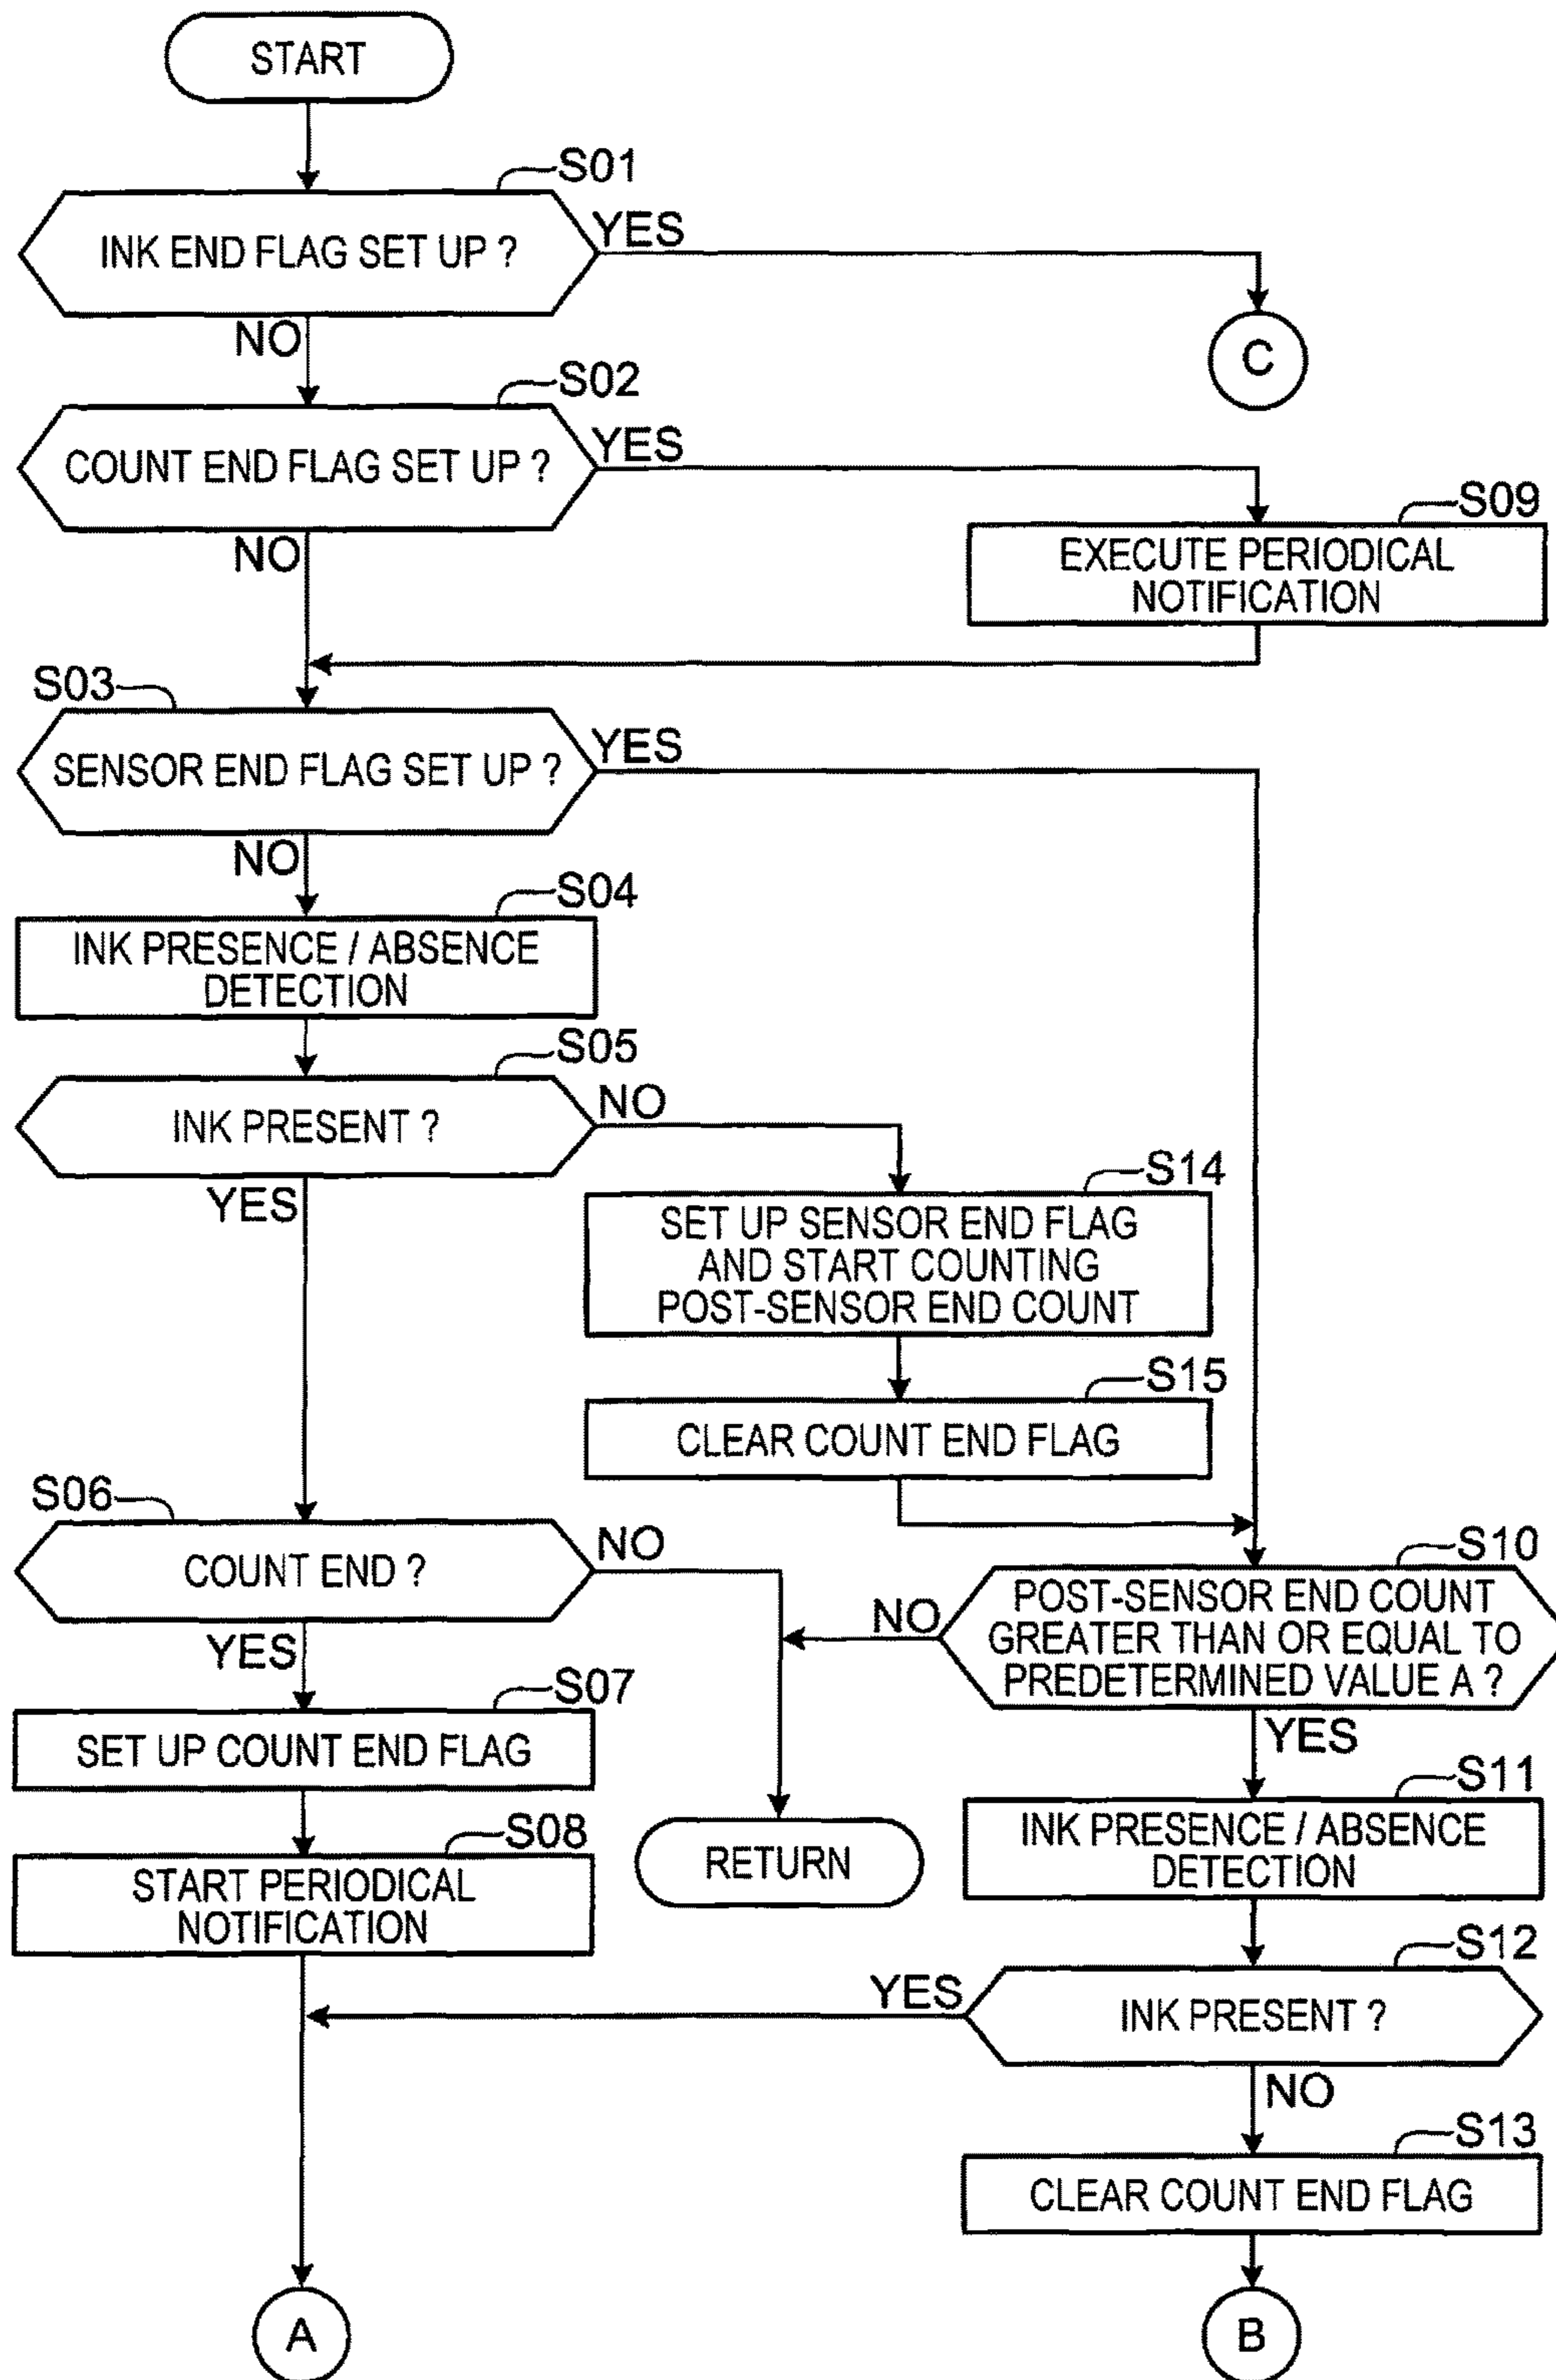 START
S01
INK END FLAG SET UP ?
YES
NO
C
S02
COUNT END FLAG SET UP ?
YES
NO
S09
EXECUTE PERIODICAL
NOTIFICATION
S03
SENSOR END FLAG SET UP ?
YES
NO
S04
INK PRESENCE / ABSENCE
DETECTION
S05
INK PRESENT ?
NO
YES
S14
SET UP SENSOR END FLAG
AND START COUNTING
POST-SENSOR END COUNT
S15
CLEAR COUNT END FLAG
S06
COUNT END ?
NO
YES
S10
POST-SENSOR END COUNT
GREATER THAN OR EQUAL TO
PREDETERMINED VALUE A ?
NO
YES
S07
SET UP COUNT END FLAG
S08
START PERIODICAL
NOTIFICATION
RETURN
S11
INK PRESENCE / ABSENCE
DETECTION
S12
INK PRESENT ?
YES
NO
S13
CLEAR COUNT END FLAG
A
B